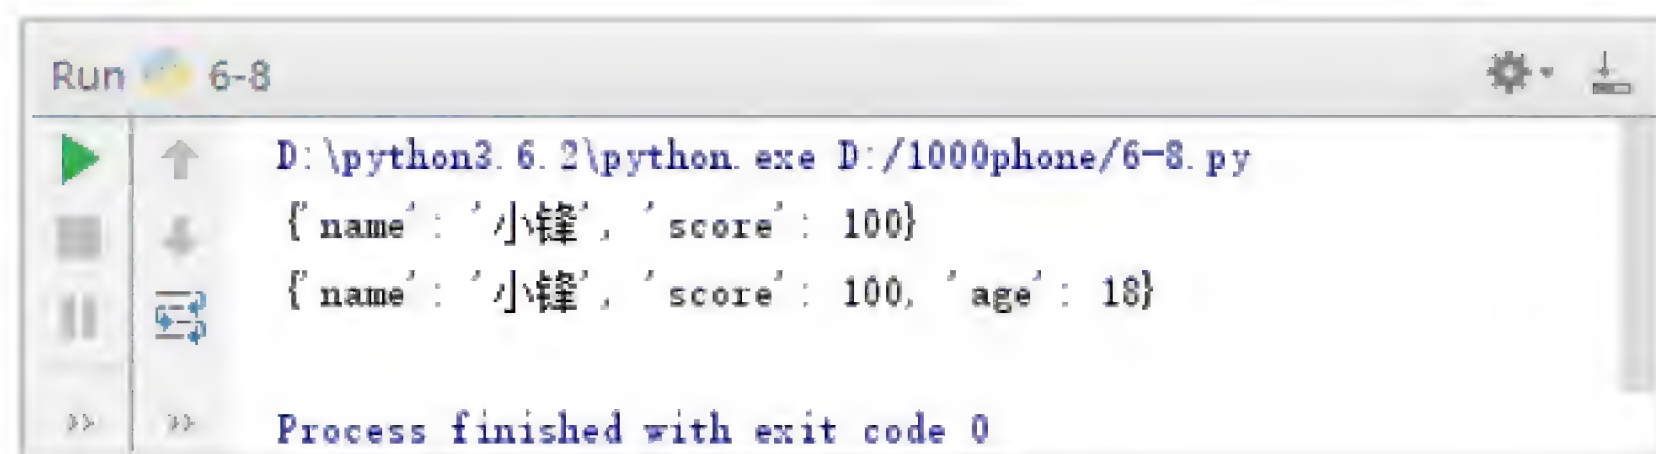 Run 6-8
D:\python3.6.2\python.exe D:/1000phone/6-8.py
{'name': '小锋', 'score': 100}
{'name': '小锋', 'score': 100, 'age': 18}
Process finished with exit code 0